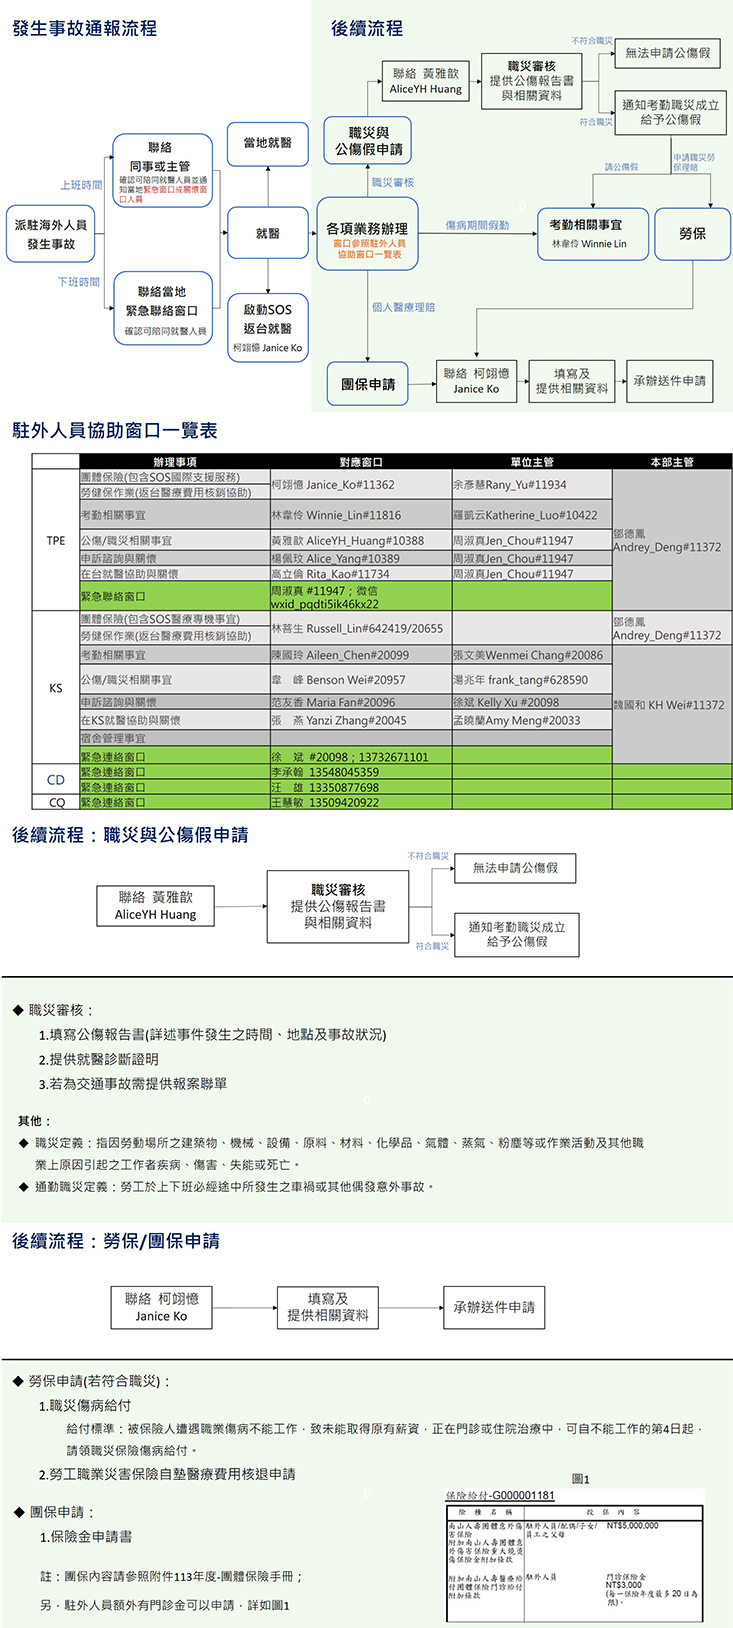 發生事故通報流程
派駐海外人員
發生事故
上班時間
下班時間
聯絡
同事或主管
確認可陪同就醫人員並通
知當地緊急窗口或關懷窗
口人員
聯絡當地
緊急聯絡窗口
確認可陪同就醫人員
當地就醫
就醫
啟動SOS
返台就醫
柯翊憶 Janice Ko
後續流程
聯絡 黃雅歆
AliceYH Huang
職災審核
提供公傷報告書
與相關資料
不符合職災
無法申請公傷假
符合職災
通知考勤職災成立
給予公傷假
職災與
公傷假申請
職災審核
請公傷假
申請職災勞
保理賠
各項業務辦理
窗口參照駐外人員
協助窗口一覽表
傷病期間假勤
考勤相關事宜
林韋伶 Winnie Lin
勞保
個人醫療理賠
團保申請
聯絡 柯翊憶
Janice Ko
填寫及
提供相關資料
承辦送件申請
駐外人員協助窗口一覽表
辦理事項 對應窗口 單位主管 本部主管
TPE
團體保險(包含SOS國際支援服務)
勞健保作業(返台醫療費用核銷協助)
柯翊憶 Janice_Ko#11362 余彥慧Rany_Yu#11934
考勤相關事宜 林韋伶 Winnie_Lin#11816 羅凱云Katherine_Luo#10422
公傷/職災相關事宜 黃雅歆 AliceYH_Huang#10388 周淑真Jen_Chou#11947
申訴諮詢與關懷 楊佩玟 Alice_Yang#10389 周淑真Jen_Chou#11947
在台就醫協助與關懷 高立倫 Rita_Kao#11734 周淑真Jen_Chou#11947
鄧德鳳
Andrey_Deng#11372
緊急聯絡窗口 周淑真 #11947；微信
wxid_pqdti5ik46kx22
KS
團體保險(包含SOS醫療專機事宜)
勞健保作業(返台醫療費用核銷協助)
林菩生 Russell_Lin#642419/20655
鄧德鳳
Andrey_Deng#11372
考勤相關事宜 陳國玲 Aileen_Chen#20099 張文美Wenmei Chang#20086
公傷/職災相關事宜 韋　峰 Benson Wei#20957 湯兆年 frank_tang#628590
申訴諮詢與關懷 范友香 Maria Fan#20096 徐斌 Kelly Xu #20098
在KS就醫協助與關懷 張　燕 Yanzi Zhang#20045 孟曉蘭Amy Meng#20033
宿舍管理事宜
魏國和 KH Wei#11372
緊急連絡窗口 徐　斌 #20098；13732671101
CD
緊急連絡窗口 李承翰 13548045359
緊急連絡窗口 汪　雄 13350877698
CQ 緊急連絡窗口 王慧敏 13509420922
後續流程：職災與公傷假申請
聯絡 黃雅歆
AliceYH Huang
職災審核
提供公傷報告書
與相關資料
不符合職災
無法申請公傷假
符合職災
通知考勤職災成立
給予公傷假
◆ 職災審核：
1.填寫公傷報告書(詳述事件發生之時間、地點及事故狀況)
2.提供就醫診斷證明
3.若為交通事故需提供報案聯單
其他：
◆ 職災定義：指因勞動場所之建築物、機械、設備、原料、材料、化學品、氣體、蒸氣、粉塵等或作業活動及其他職
業上原因引起之工作者疾病、傷害、失能或死亡。
◆ 通勤職災定義：勞工於上下班必經途中所發生之車禍或其他偶發意外事故。
後續流程：勞保/團保申請
聯絡 柯翊憶
Janice Ko
填寫及
提供相關資料
承辦送件申請
◆ 勞保申請(若符合職災)：
1.職災傷病給付
給付標準：被保險人遭遇職業傷病不能工作，致未能取得原有薪資，正在門診或住院治療中，可自不能工作的第4日起，
請領職災保險傷病給付。
2.勞工職業災害保險自墊醫療費用核退申請
◆ 團保申請：
1.保險金申請書
註：團保內容請參照附件113年度-團體保險手冊；
另，駐外人員額外有門診金可以申請，詳如圖1
圖1
保險給付-G000001181
險種名稱 投保內容
南山人壽團體意外傷
害保險
附加南山人壽團體意
外傷害保險重大燒燙
傷保險金附加條款
駐外人員/配偶/子女/
員工之父母
NT$5,000,000
附加南山人壽醫療給
付團體保險門診給付
附加條款
駐外人員
門診保險金
NT$3,000
(每一保險年度最多 20 日為
限)。